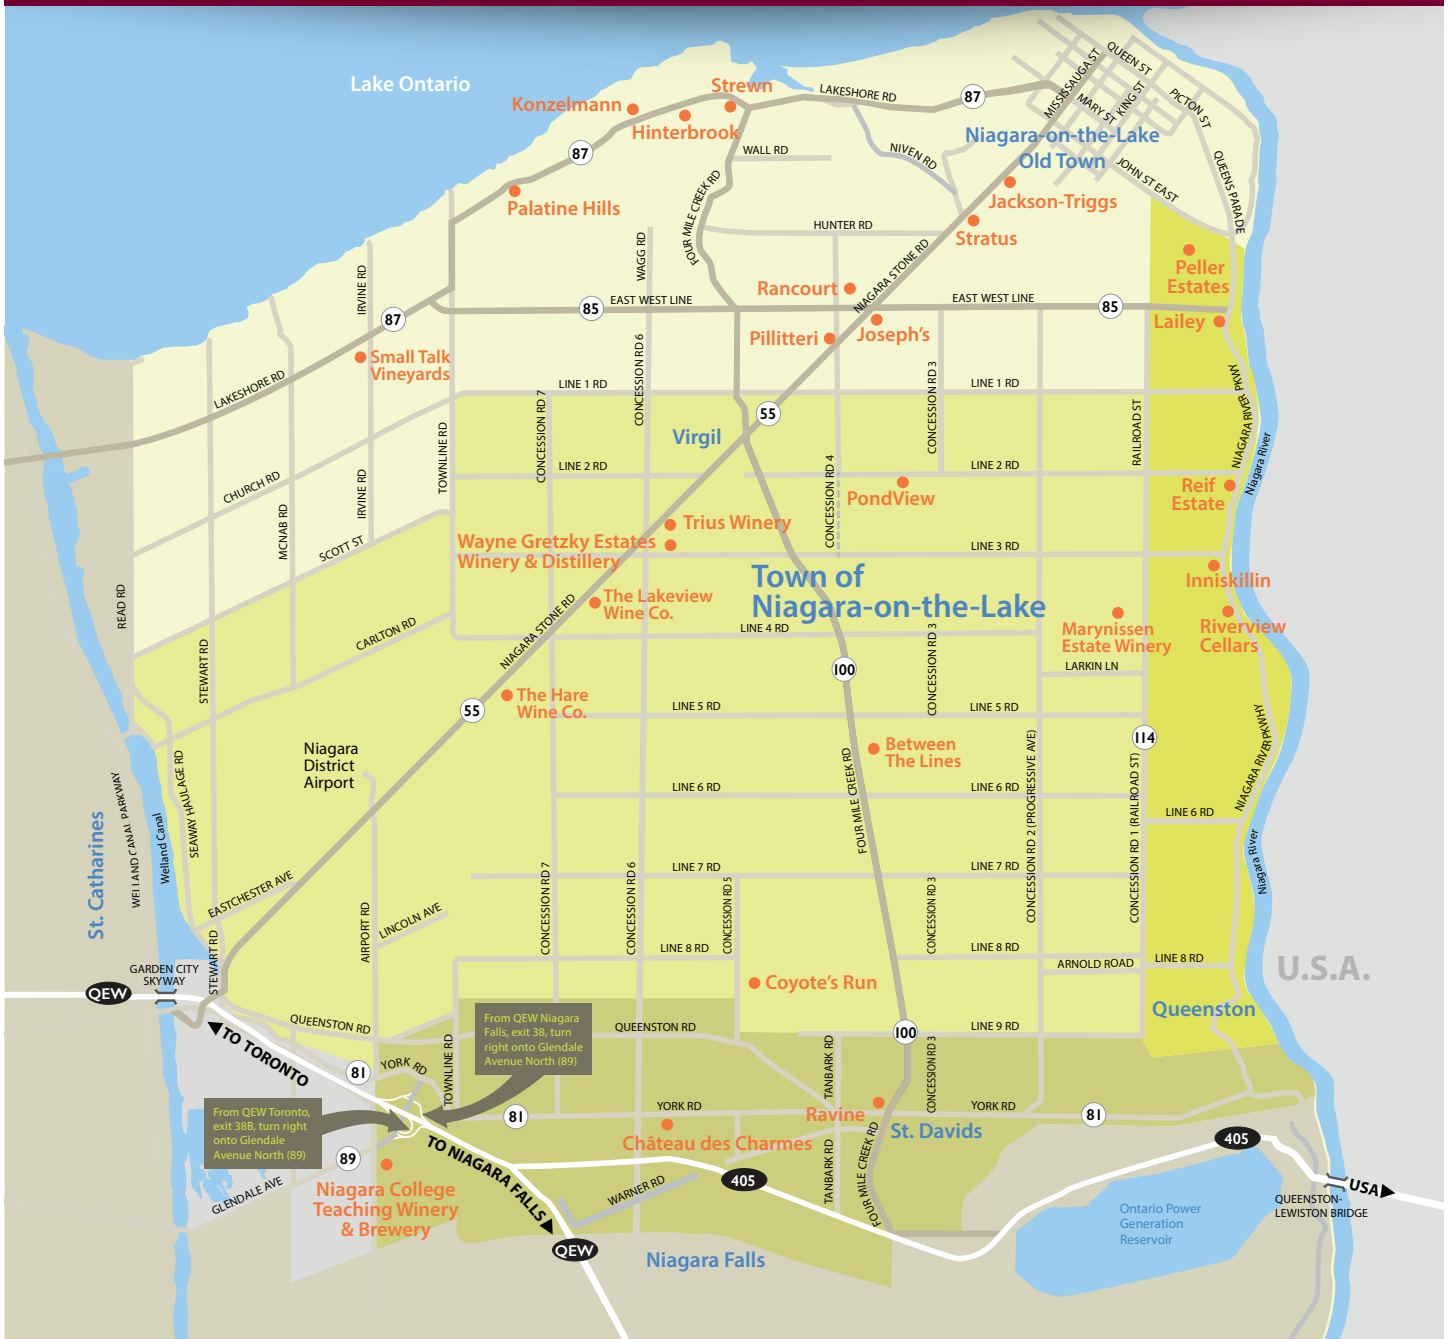 Lake Ontario
Strewn
Konzelmann
Hinterbrook
LAKESHORE RD
87
MISSISSAUGA ST
QUEEN ST
MARY ST
KING ST
PICTON ST
Niagara-on-the-Lake
Old Town
87
WALL RD
NIVEN RD
JOHN ST EAST
QUEENS PARADE
Palatine Hills
FOUR MILE CREEK RD
Jackson-Triggs
HUNTER RD
Stratus
WAGG RD
Peller
Estates
IRVINE RD
Rancourt
NIAGARA STONE RD
EAST WEST LINE
85
EAST WEST LINE
85
87
Lailey
Pillitteri
Joseph's
Small Talk
Vineyards
CONCESSION RD 6
CONCESSION RD 3
LAKESHORE RD
LINE 1 RD
LINE 1 RD
NIAGARA RIVER PKWY
NIAGARA RIVER PKWY
Niagara River
55
CONCESSION RD 7
TOWNLINE RD
RAILROAD ST
Virgil
LINE 2 RD
LINE 2 RD
CHURCH RD
IRVINE RD
CONCESSION RD 4
PondView
Reif
Estate
MCNAB RD
SCOTT ST
Trius Winery
Wayne Gretzky Estates
Winery & Distillery
LINE 3 RD
Town of
Niagara-on-the-Lake
Inniskillin
READ RD
The Lakeview
Wine Co.
NIAGARA STONE RD
LINE 4 RD
CARLTON RD
CONCESSION RD 3
Marynissen
Estate Winery
Riverview
Cellars
STEWART RD
LARKIN LN
100
The Hare
Wine Co.
55
LINE 5 RD
LINE 5 RD
NIAGARA RIVER PKWHY
Niagara
District
Airport
Between
The Lines
114
LINE 6 RD
LINE 6 RD
LINE 6 RD
FOUR MILE CREEK RD
CONCESSION RD 2 (PROGRESSIVE AVE)
CONCESSION RD 1 (RAILROAD ST)
St. Catharines
WELLAND CANAL PARKWAY
Welland Canal
SEAWAY HAULAGE RD
Niagara River
LINE 7 RD
LINE 7 RD
EASTCHESTER AVE
LINCOLN AVE
AIRPORT RD
CONCESSION RD 7
CONCESSION RD 6
CONCESSION RD 5
CONCESSION RD 3
LINE 8 RD
LINE 8 RD
ARNOLD ROAD
LINE 8 RD
GARDEN CITY
SKYWAY
STEWART RD
U.S.A.
QEW
Coyote's Run
Queenston
QUEENSTON RD
QUEENSTON RD
From QEW Niagara
Falls, exit 38, turn
right onto Glendale
Avenue North (89)
100
LINE 9 RD
TO TORONTO
81
YORK RD
TOWNLINE RD
TANBARK RD
CONCESSION RD 3
From QEW Toronto,
exit 38B, turn right
onto Glendale
Avenue North (89)
81
YORK RD
Ravine
YORK RD
81
St. Davids
Château des Charmes
TO NIAGARA FALLS
405
89
FOUR MILE CREEK RD
TANBARK RD
405
GLENDALE AVE
WARNER RD
Niagara College
Teaching Winery
& Brewery
USA
QUEENSTON-
LEWISTON BRIDGE
Ontario Power
Generation
Reservoir
QEW
Niagara Falls